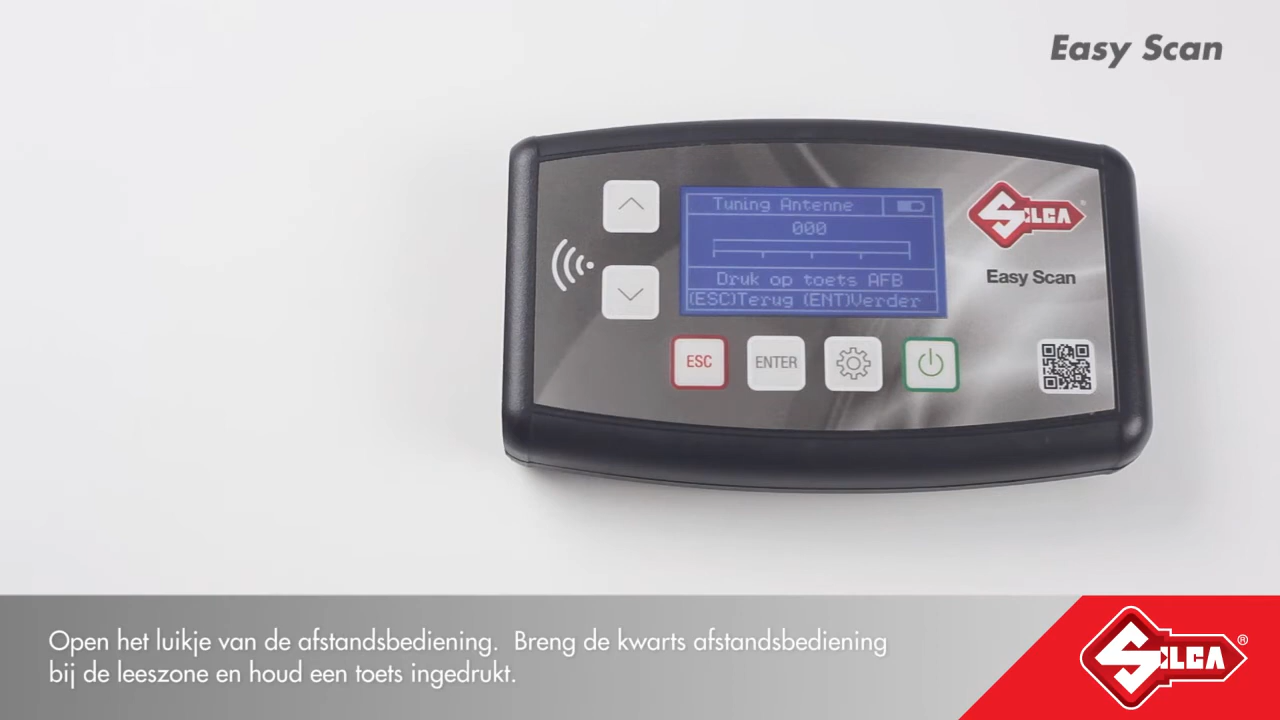 Easy Scan
Tuning Antenne
000
Druk op toets AFB
(ESC)Terug (ENT)Verder
SILCA®
Easy Scan
ESC
ENTER
Open het luikje van de afstandsbediening. Breng de kwarts afstandsbediening
bij de leeszone en houd een toets ingedrukt.
SILCA®